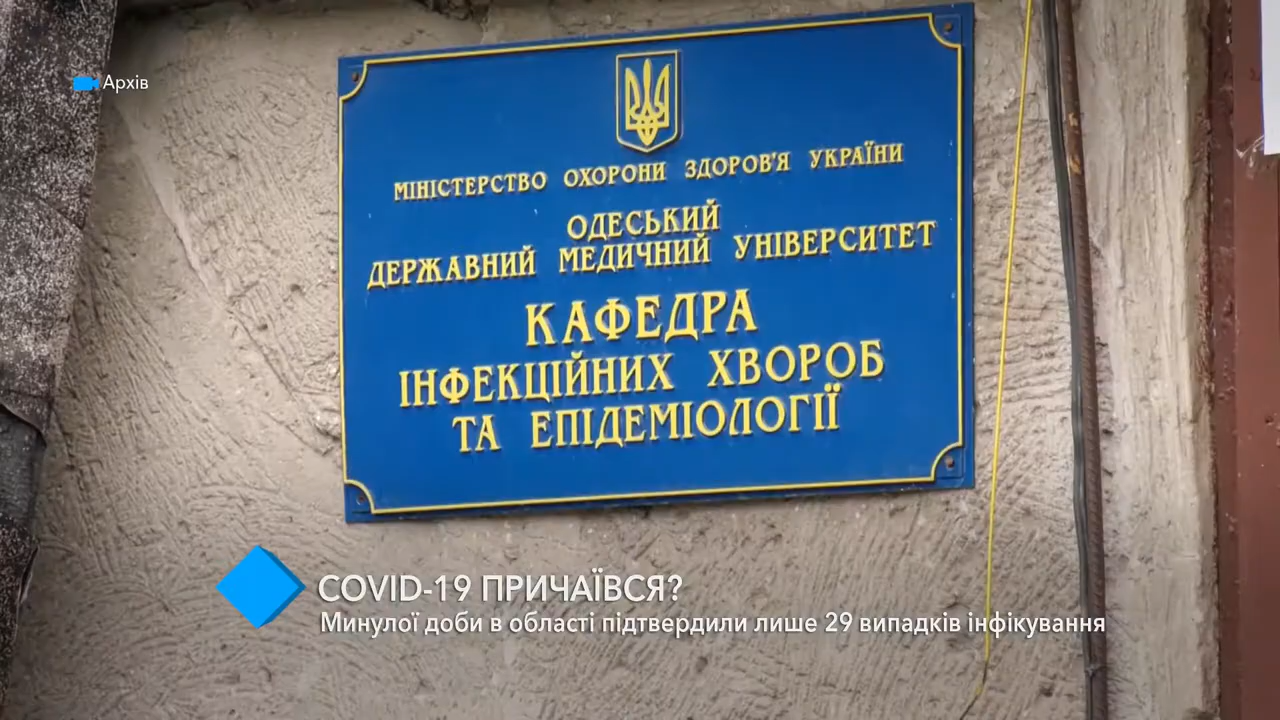 Архів
МІНІСТЕРСТВО ОХОРОНИ ЗДОРОВ'Я УКРАЇНИ
ОДЕСЬКИЙ
ДЕРЖАВНИЙ МЕДИЧНИЙ УНІВЕРСИТЕТ
КАФЕДРА
ІНФЕКЦІЙНИХ ХВОРОБ
ТА ЕПІДЕМІОЛОГІЇ
COVID-19 ПРИЧАЇВСЯ?
Минулої доби в області підтвердили лише 29 випадків інфікування